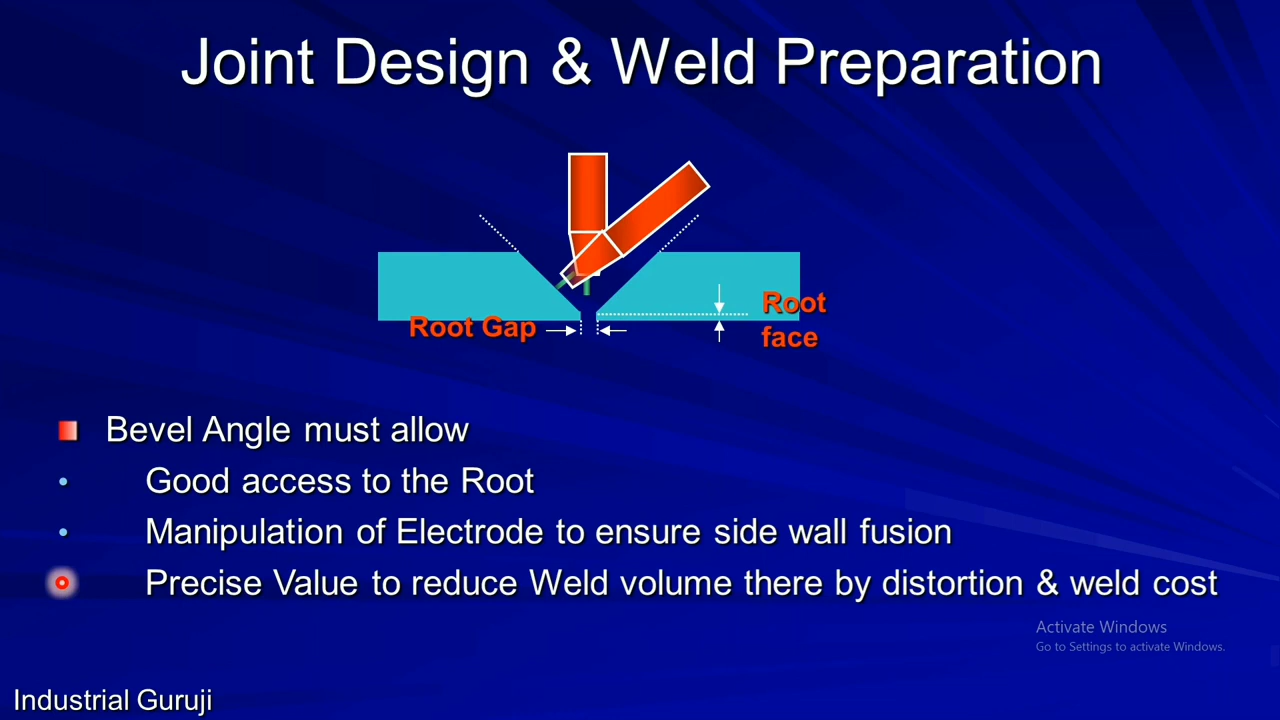 Joint Design & Weld Preparation
Root
face
Root Gap
Bevel Angle must allow
Good access to the Root
Manipulation of Electrode to ensure side wall fusion
Precise Value to reduce Weld volume there by distortion & weld cost
Activate Windows
Go to Settings to activate Windows.
Industrial Guruji